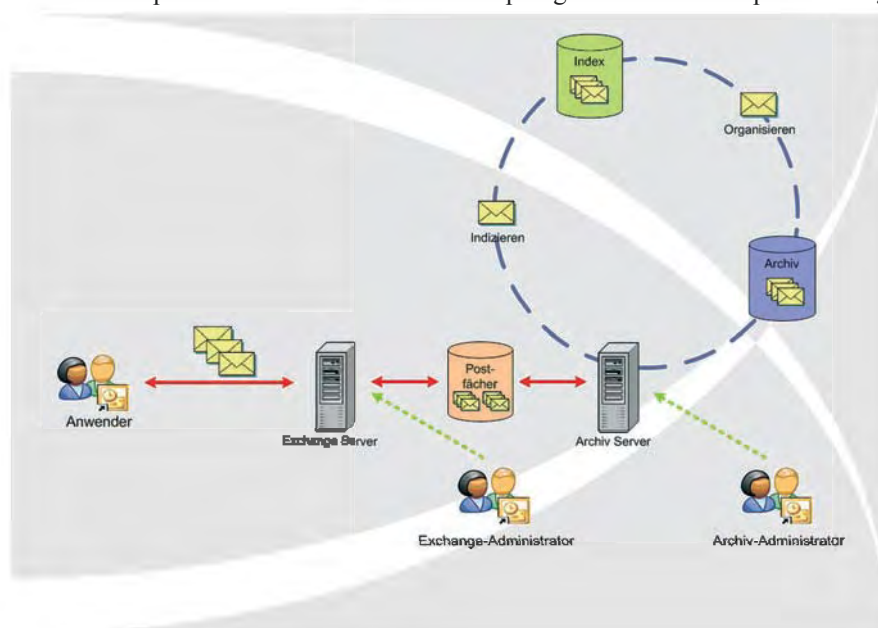 Index
Organisieren
Indizieren
Archiv
Post-
fächer
Anwender
Exchange Server
Archiv Server
Exchange-Administrator
Archiv-Administrator